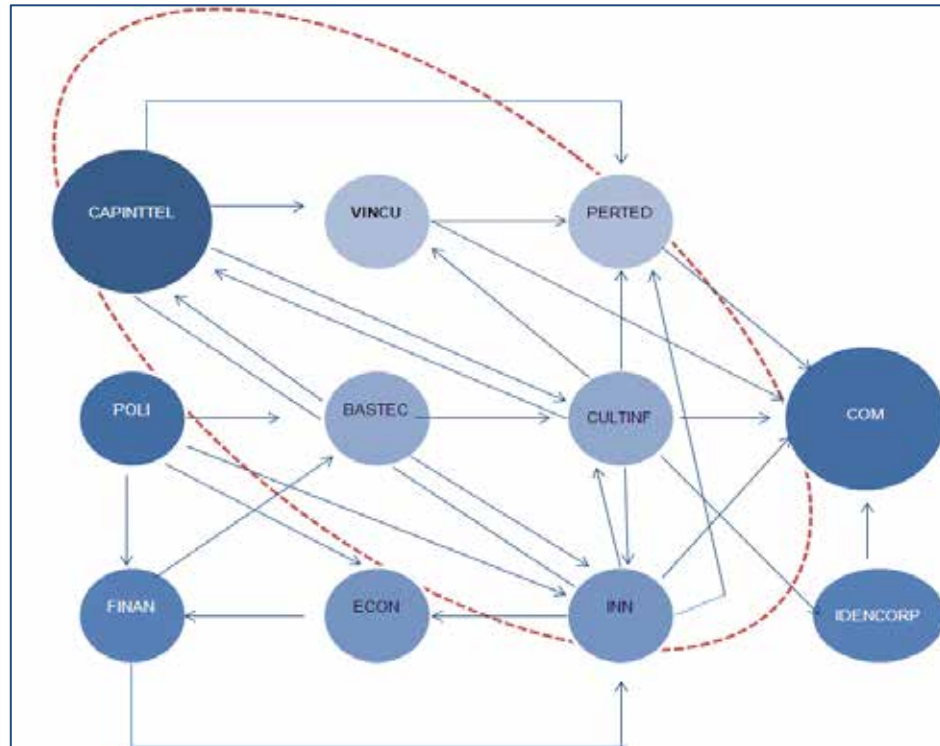 CAPINTTEL
VINCU
PERTED
POLI
BASTEC
CULTINF
COM
FINAN
ECON
INN
IDENCORP